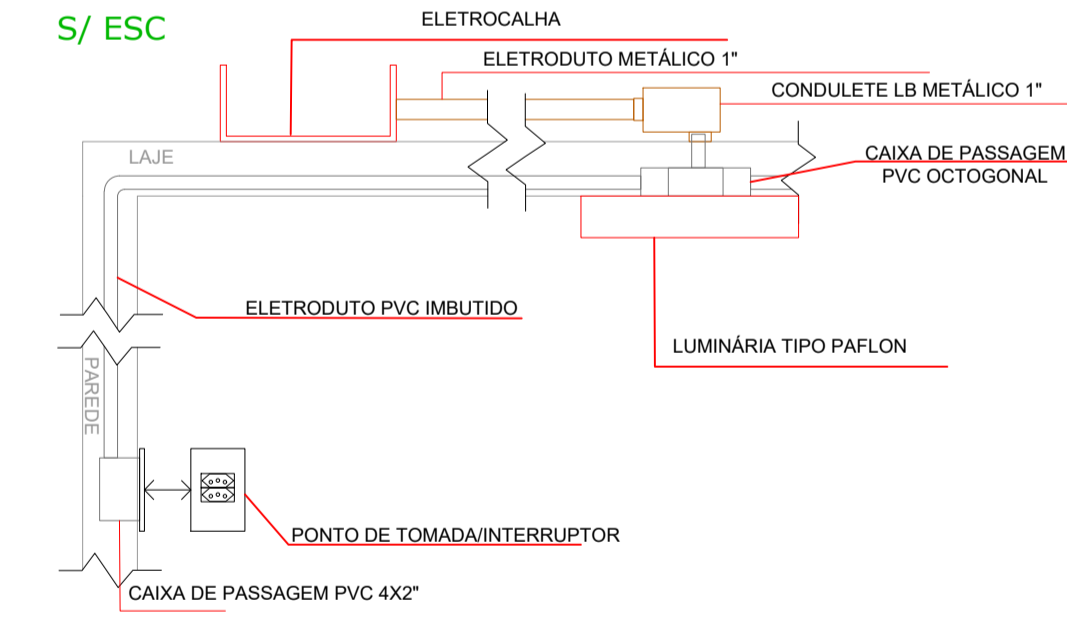 S/ ESC
ELETROCALHA
ELETRODUTO METÁLICO 1"
CONDULETE LB METÁLICO 1"
LAJE
CAIXA DE PASSAGEM
PVC OCTOGONAL
ELETRODUTO PVC IMBUTIDO
LUMINÁRIA TIPO PAFLON
PAREDE
PONTO DE TOMADA/INTERRUPTOR
CAIXA DE PASSAGEM PVC 4X2"